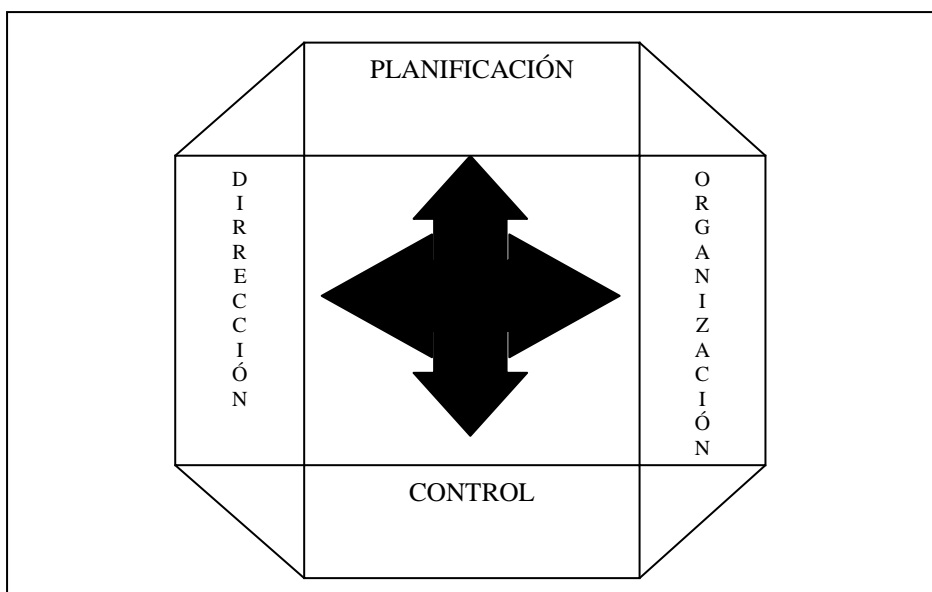 PLANIFICACIÓN
DIRRECCIÓN
ORGANIZACIÓN
CONTROL